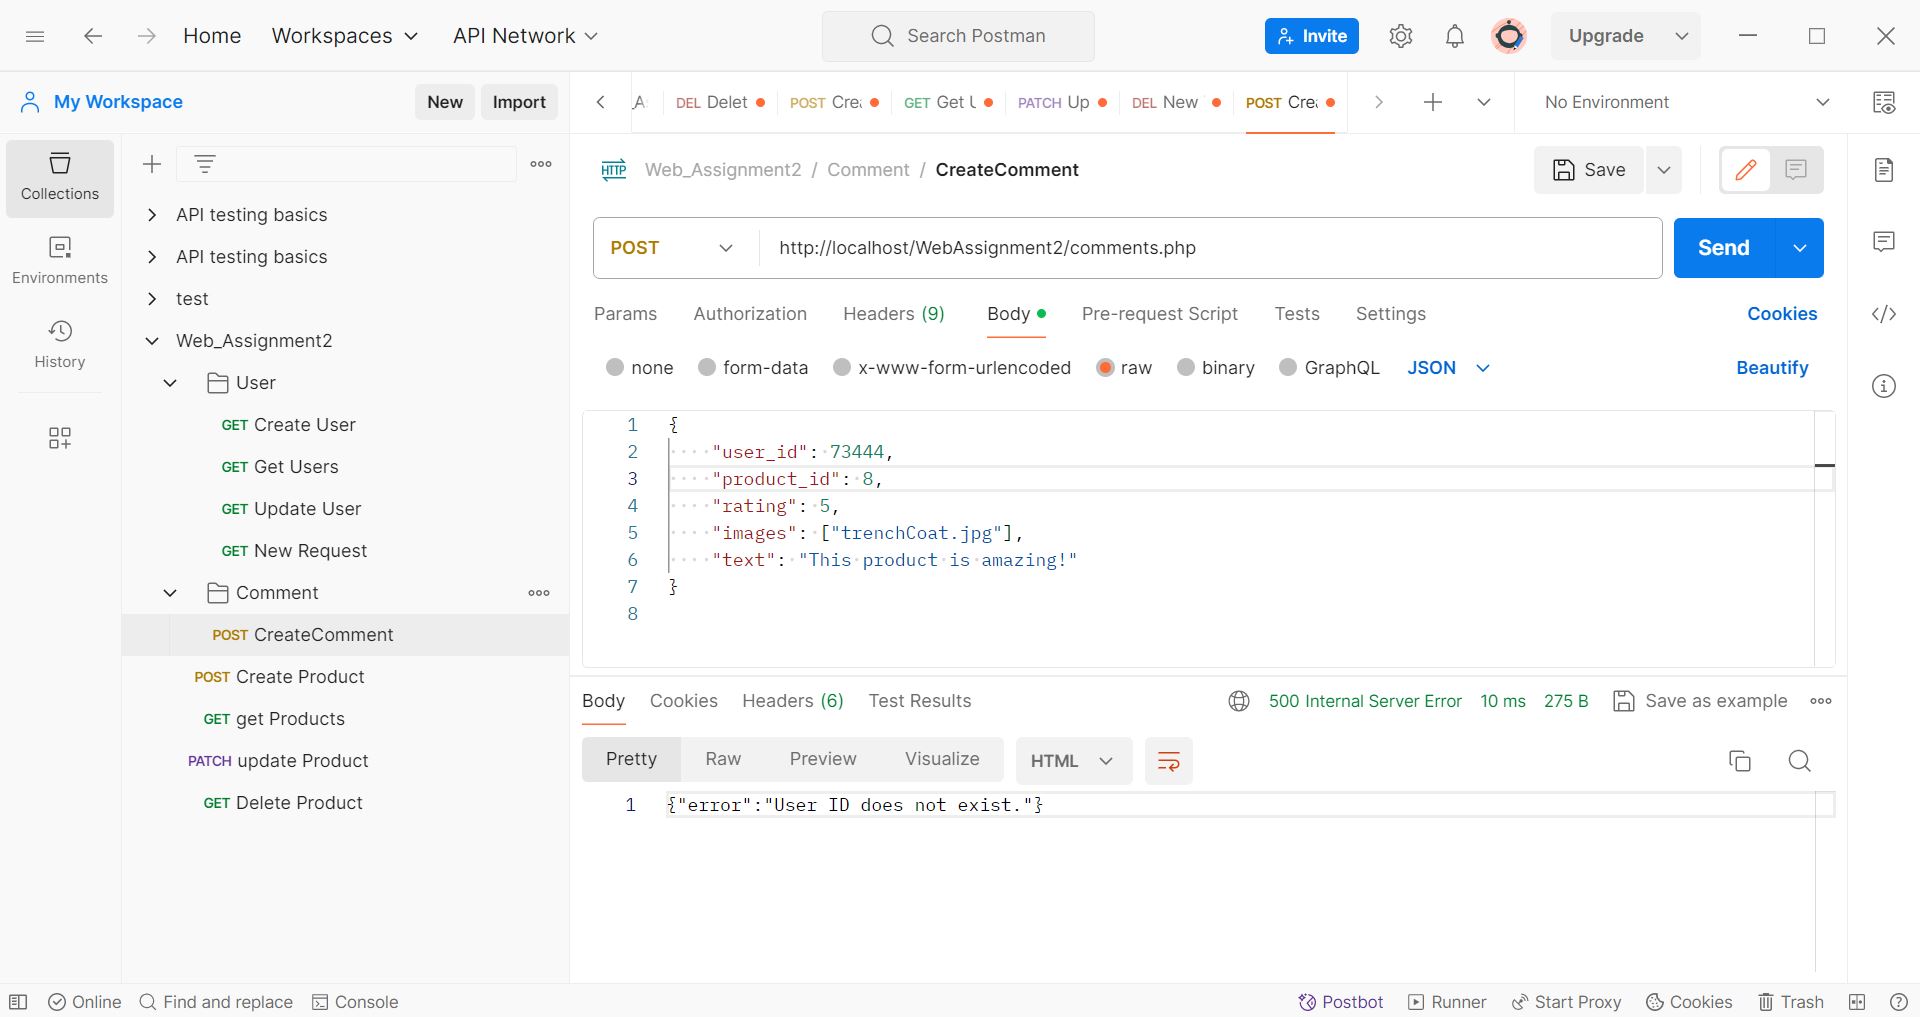 Home
Workspaces
API Network
Search Postman
Invite
Upgrade
My Workspace
New
Import
DEL Delet
POST Cre
GET Get
PATCH Up
DEL New
POST Cre
No Environment
Collections
Environments
History
API testing basics
API testing basics
test
Web_Assignment2
User
GET Create User
GET Get Users
GET Update User
GET New Request
Comment
POST CreateComment
POST Create Product
GET get Products
PATCH update Product
GET Delete Product
HTTP Web_Assignment2 / Comment / CreateComment
Save
POST http://localhost/WebAssignment2/comments.php
Send
Params Authorization Headers (9) Body Pre-request Script Tests Settings Cookies
none form-data x-www-form-urlencoded raw binary GraphQL JSON Beautify
1 {
2 "user_id": 73444,
3 "product_id": 8,
4 "rating": 5,
5 "images": ["trenchCoat.jpg"],
6 "text": "This product is amazing!"
7 }
8
Body Cookies Headers (6) Test Results 500 Internal Server Error 10 ms 275 B Save as example
Pretty Raw Preview Visualize HTML
1 {"error":"User ID does not exist."}
Online Find and replace Console Postbot Runner Start Proxy Cookies Trash